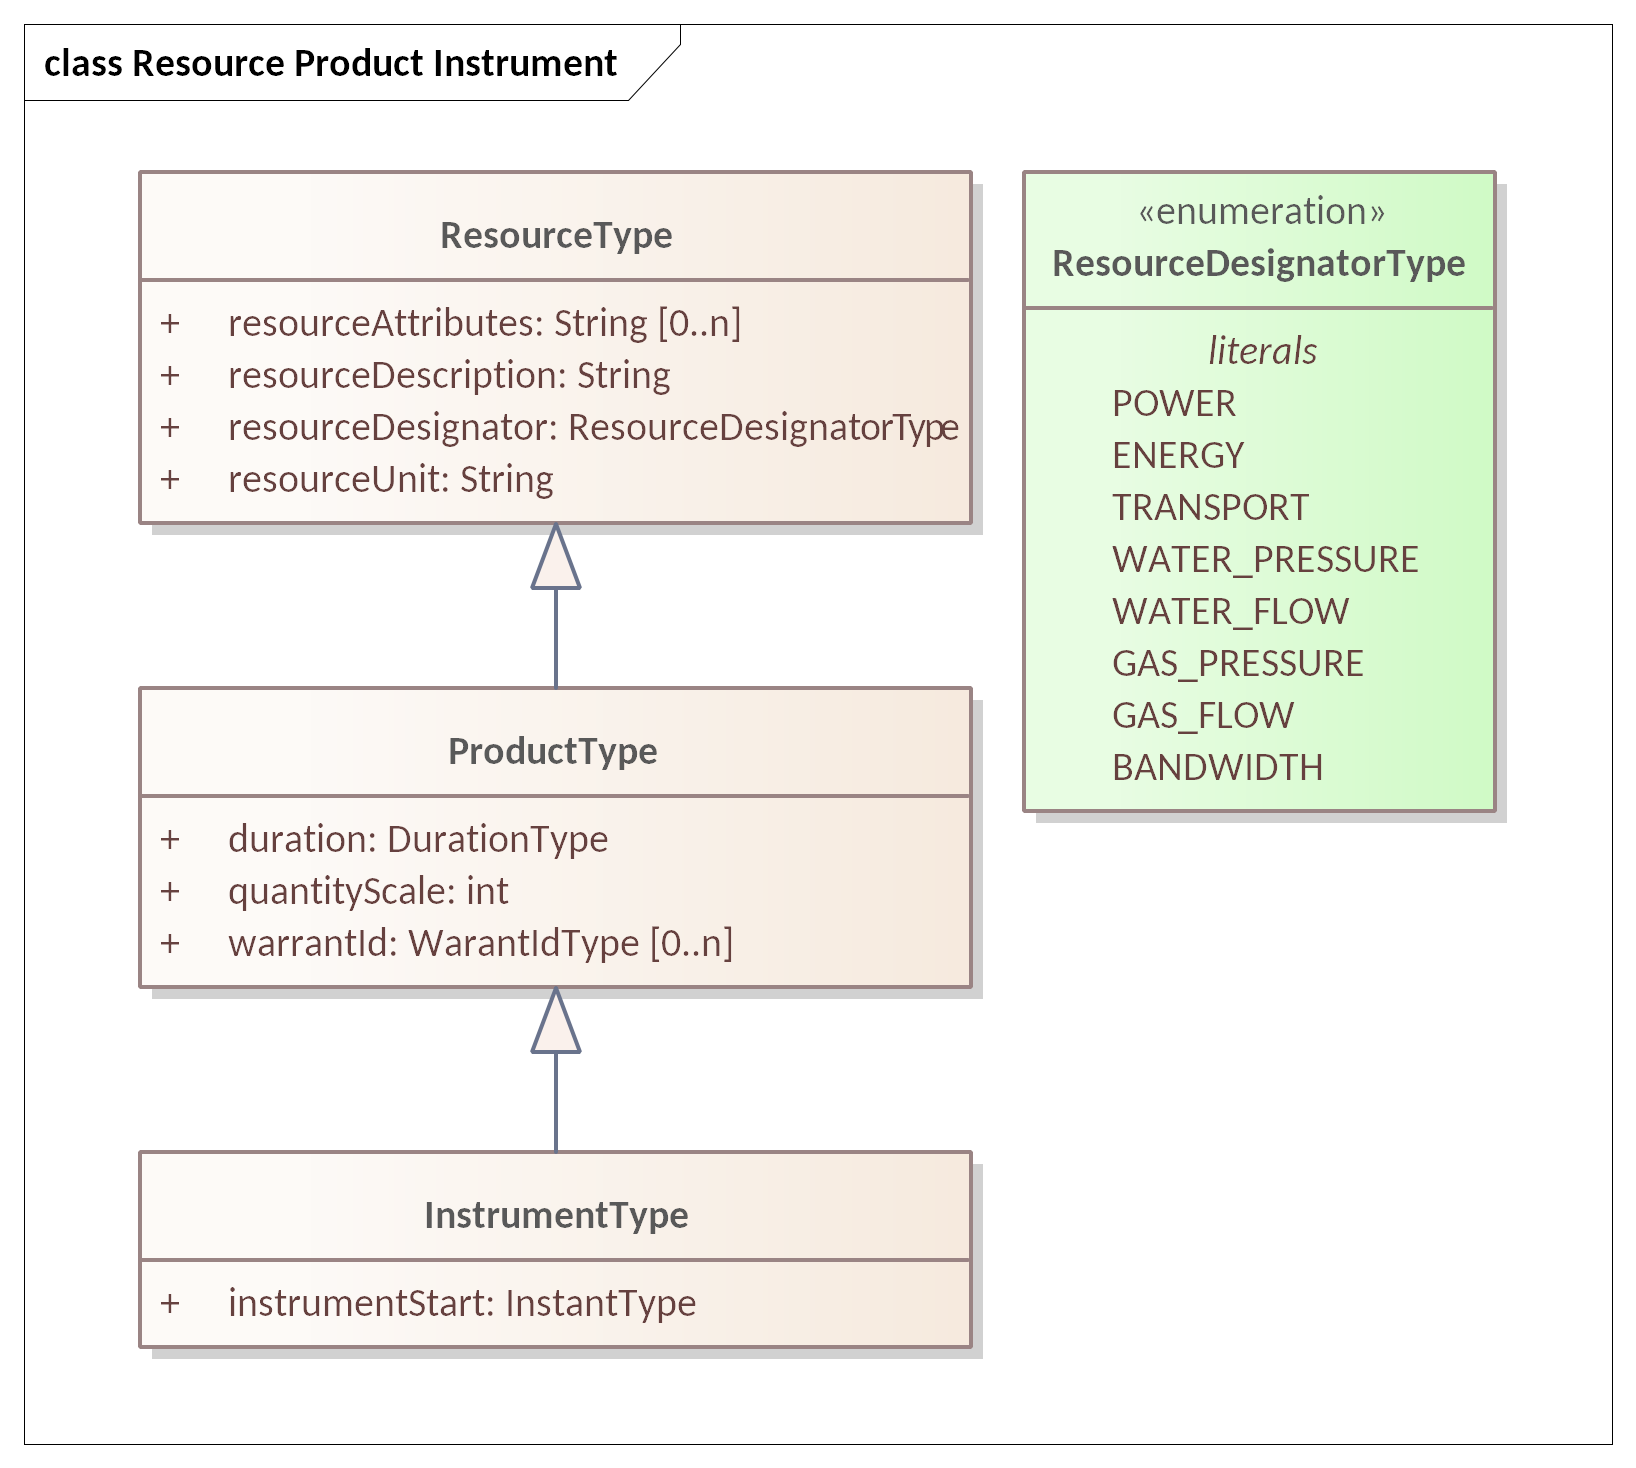 class Resource Product Instrument
ResourceType
+ resourceAttributes: String [0..n]
+ resourceDescription: String
+ resourceDesignator: ResourceDesignatorType
+ resourceUnit: String
«enumeration»
ResourceDesignatorType
literals
POWER
ENERGY
TRANSPORT
WATER_PRESSURE
WATER_FLOW
GAS_PRESSURE
GAS_FLOW
BANDWIDTH
ProductType
+ duration: DurationType
+ quantityScale: int
+ warrantId: WarantIdType [0..n]
InstrumentType
+ instrumentStart: InstantType